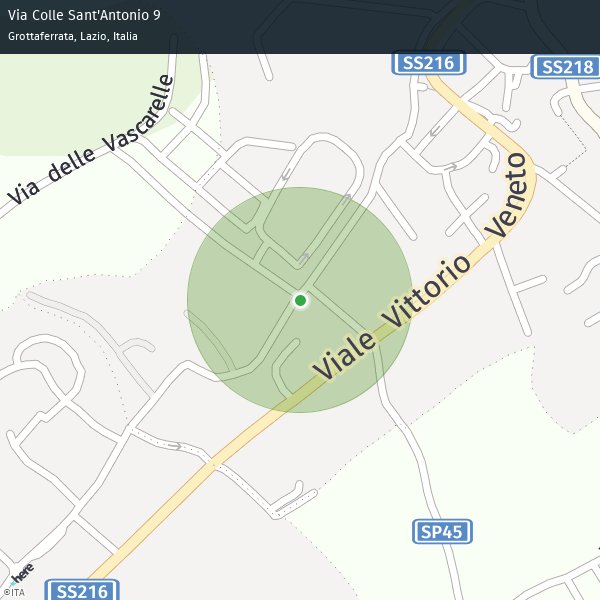 Via Colle Sant'Antonio 9
Grottaferrata, Lazio, Italia
SS216
SS218
Via delle Vascarelle
Viale Vittorio Veneto
SP45
here
SS216
©ITA